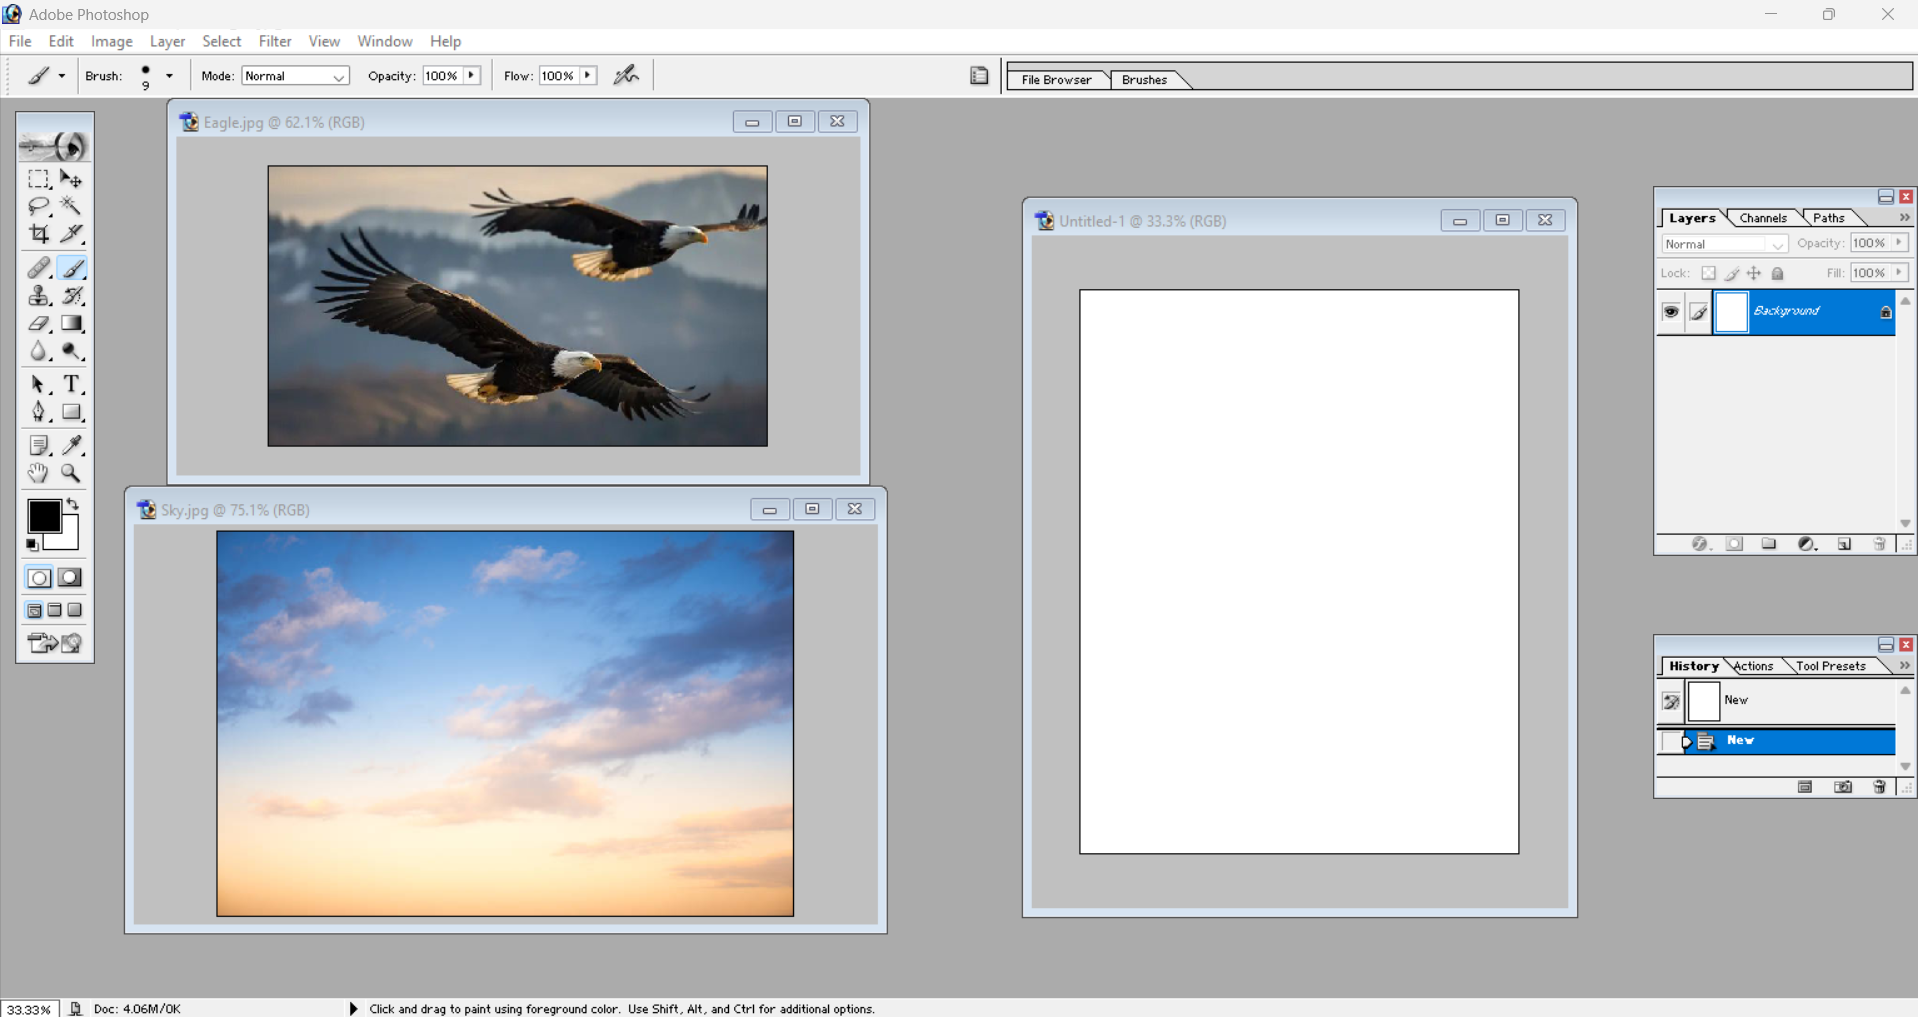 Adobe Photoshop
File Edit Image Layer Select Filter View Window Help
Brush: 9 Mode: Normal Opacity: 100% Flow: 100% File Browser Brushes
Eagle.jpg @ 62.1% (RGB)
Untitled-1 @ 33.3% (RGB)
Layers Channels Paths
Normal Opacity: 100%
Lock: Fill: 100%
Background
Sky.jpg @ 75.1% (RGB)
History Actions Tool Presets
New
New
33.33% Doc: 4.06M/0K Click and drag to paint using foreground color. Use Shift, Alt, and Ctrl for additional options.